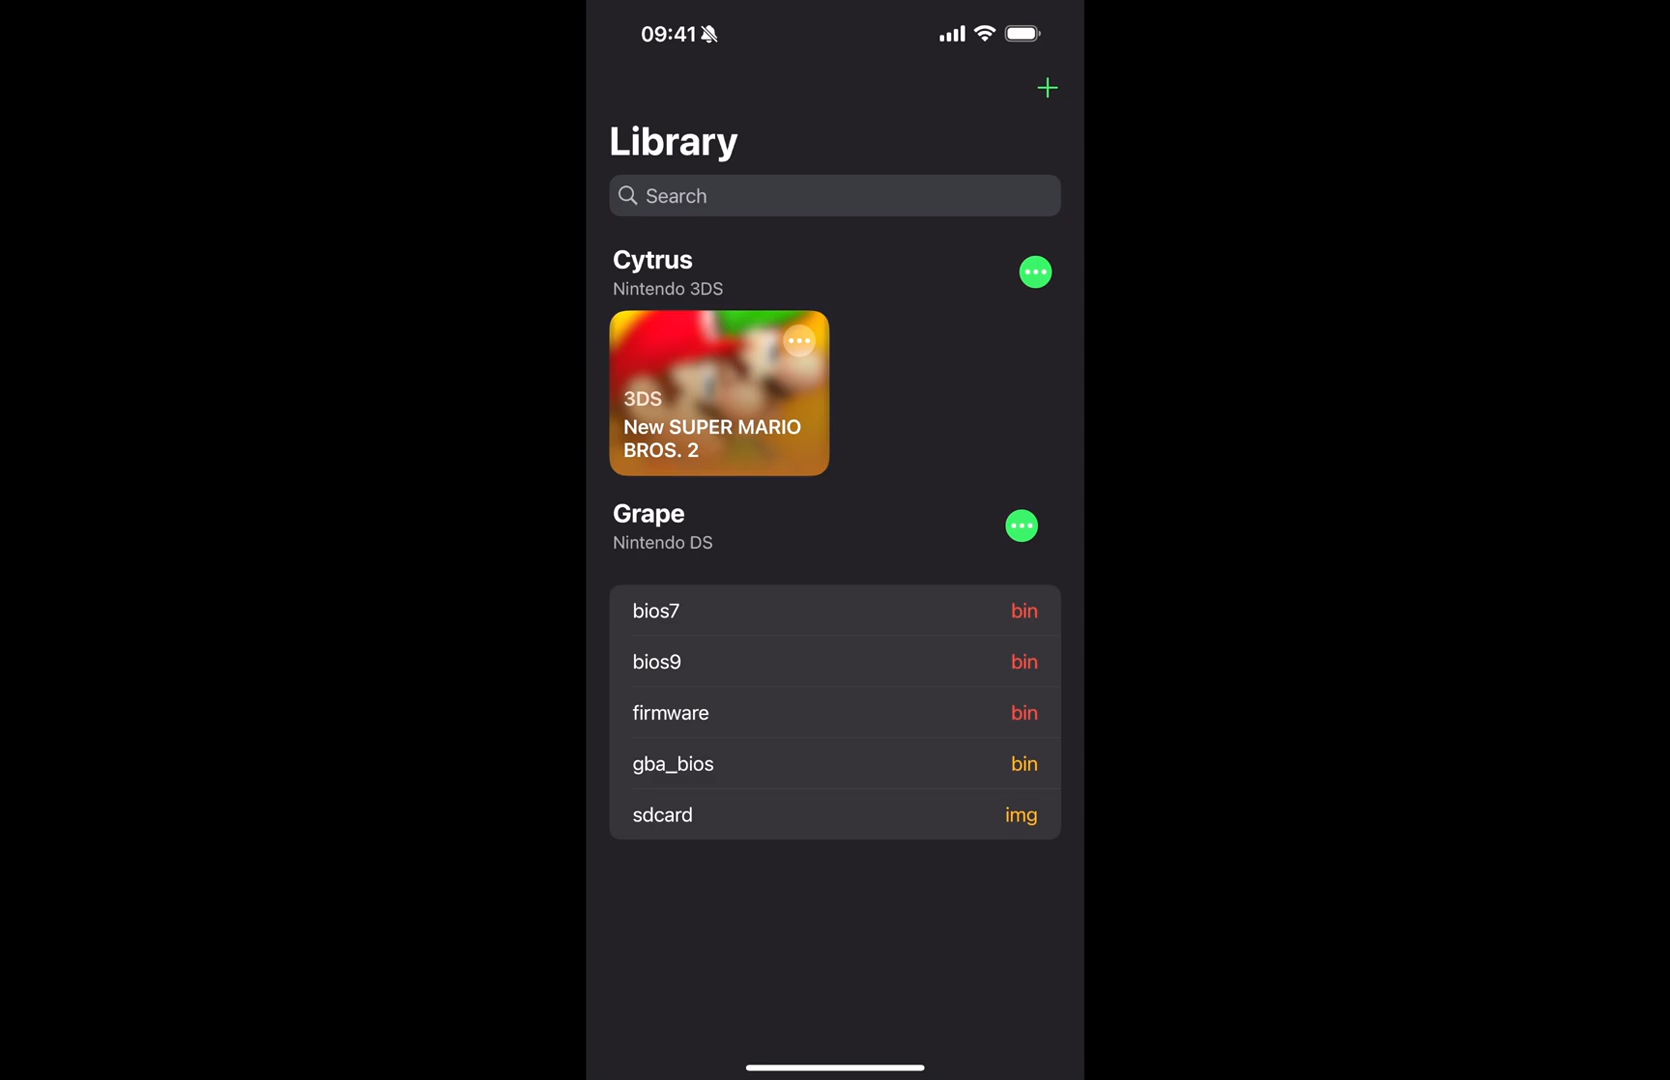 09:41
Library
Search
Cytrus
Nintendo 3DS
3DS
New SUPER MARIO
BROS. 2
Grape
Nintendo DS
bios7 bin
bios9 bin
firmware bin
gba_bios bin
sdcard img